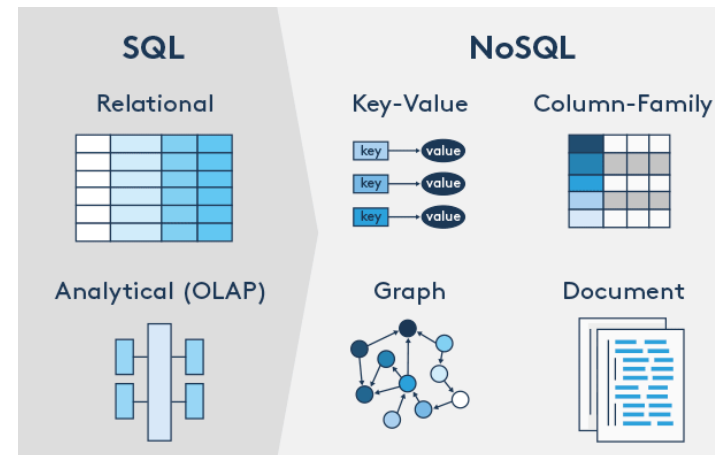 SQL
NoSQL
Relational
Key-Value
Column-Family
key
value
key
value
key
value
Analytical (OLAP)
Graph
Document